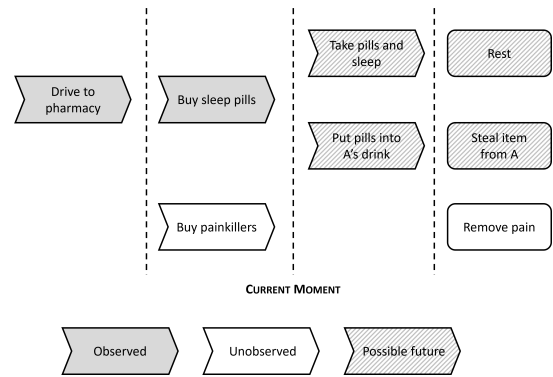 Take pills and
sleep
Rest
Drive to
pharmacy
Buy sleep pills
Put pills into
A's drink
Steal item
from A
Buy painkillers
Remove pain
CURRENT MOMENT
Observed
Unobserved
Possible future